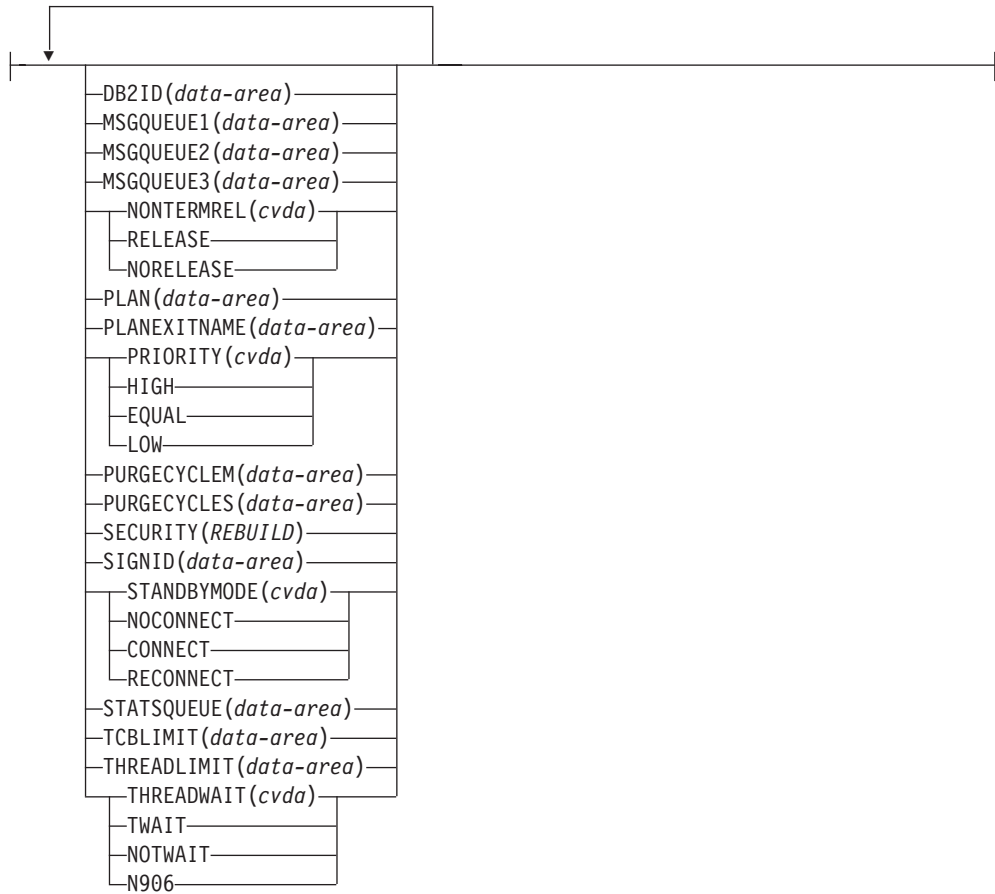 DB2ID(data-area)
MSGQUEUE1(data-area)
MSGQUEUE2(data-area)
MSGQUEUE3(data-area)
NONTERMREL(cvda)
RELEASE
NORELEASE
PLAN(data-area)
PLANEXITNAME(data-area)
PRIORITY(cvda)
HIGH
EQUAL
LOW
PURGECYCLEM(data-area)
PURGECYCLES(data-area)
SECURITY(REBUILD)
SIGNID(data-area)
STANDBYMODE(cvda)
NOCONNECT
CONNECT
RECONNECT
STATSQUEUE(data-area)
TCBLIMIT(data-area)
THREADLIMIT(data-area)
THREADWAIT(cvda)
TWAIT
NOTWAIT
N906